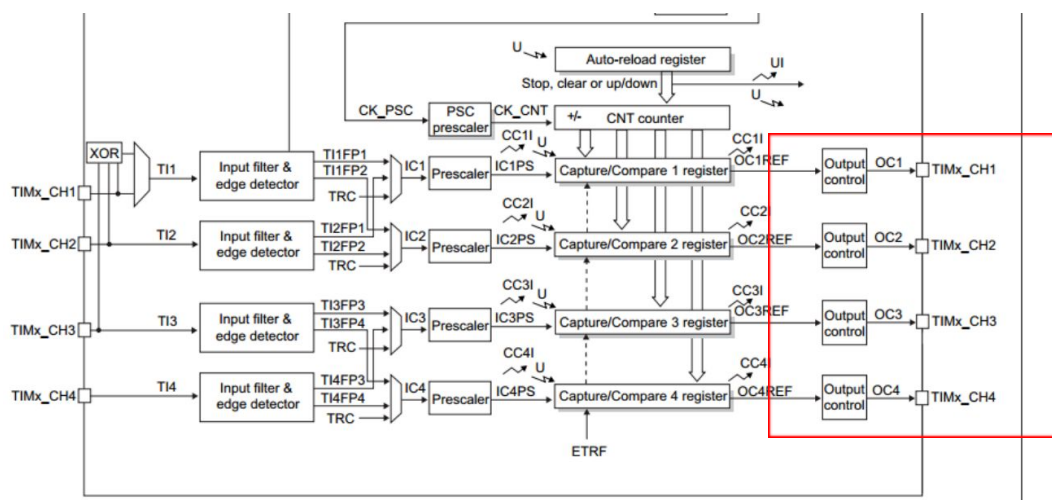 U
Auto-reload register
UI
Stop, clear or up/down
U
CK_PSC
PSC
prescaler
CK_CNT
+/-
CNT counter
XOR
TI1
Input filter &
edge detector
TI1FP1
TI1FP2
TRC
IC1
Prescaler
IC1PS
CC1I
U
Capture/Compare 1 register
CC1I
OC1REF
Output
control
OC1
TIMx_CH1
TIMx_CH1
TIMx_CH2
TI2
Input filter &
edge detector
TI2FP1
TI2FP2
TRC
IC2
Prescaler
IC2PS
CC2I
U
Capture/Compare 2 register
CC2I
OC2REF
Output
control
OC2
TIMx_CH2
TIMx_CH3
TI3
Input filter &
edge detector
TI3FP3
TI3FP4
TRC
IC3
Prescaler
IC3PS
CC3I
U
Capture/Compare 3 register
CC3I
OC3REF
Output
control
OC3
TIMx_CH3
TIMx_CH4
TI4
Input filter &
edge detector
TI4FP3
TI4FP4
TRC
IC4
Prescaler
IC4PS
CC4I
U
Capture/Compare 4 register
CC4I
OC4REF
Output
control
OC4
TIMx_CH4
ETRF